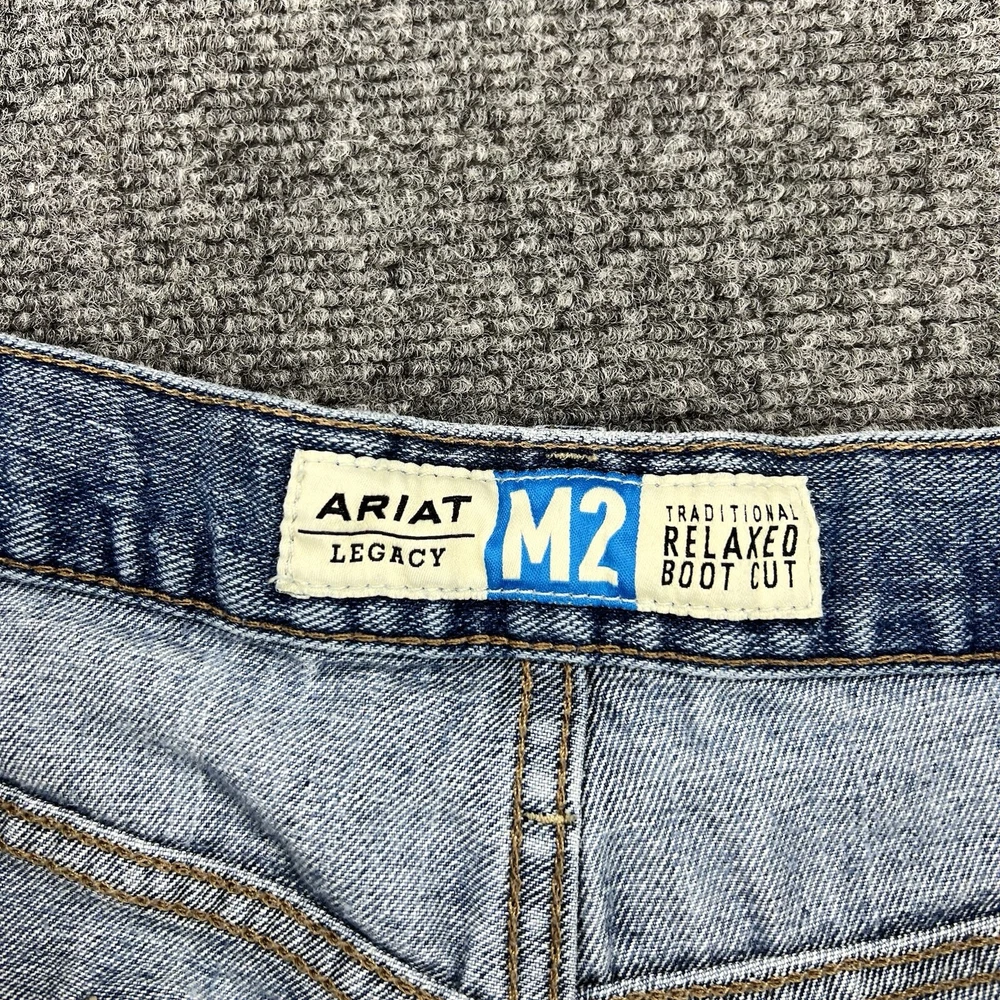 ARIAT
LEGACY
M2
TRADITIONAL
RELAXED
BOOT CUT